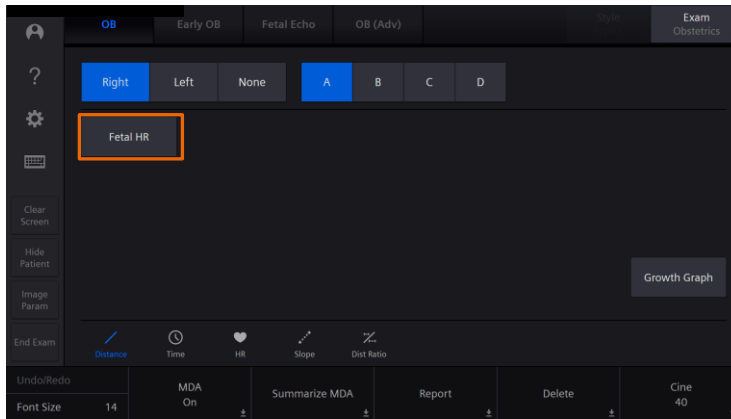 OB
Early OB
Fetal Echo
OB (Adv)
Style
Exam
Obstetrics
?
Right
Left
None
A
B
C
D
Fetal HR
Clear
Screen
Hide
Patient
Image
Param
End Exam
Growth Graph
Distance
Time
HR
Slope
Dist Ratio
Undo/Redo
Font Size 14
MDA
On
Summarize MDA
Report
Delete
Cine
40